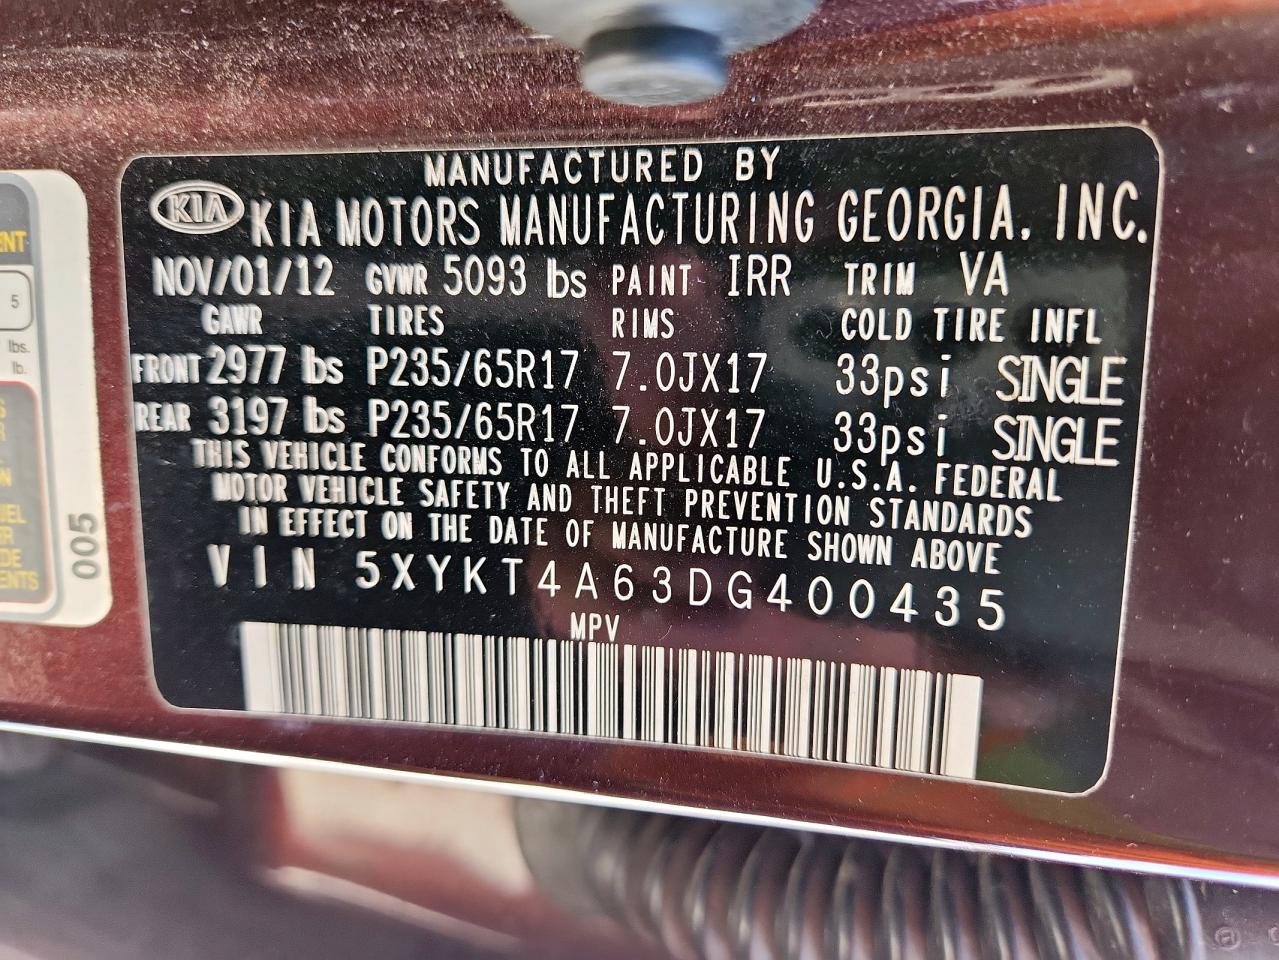 MANUFACTURED BY
KIA KIA MOTORS MANUFACTURING GEORGIA, INC.
NOV/01/12 GVWR 5093 lbs PAINT IRR TRIM VA
GAWR TIRES RIMS COLD TIRE INFL
FRONT 2977 lbs P235/65R17 7.0JX17 33psi SINGLE
REAR 3197 lbs P235/65R17 7.0JX17 33psi SINGLE
THIS VEHICLE CONFORMS TO ALL APPLICABLE U.S.A. FEDERAL
MOTOR VEHICLE SAFETY AND THEFT PREVENTION STANDARDS
IN EFFECT ON THE DATE OF MANUFACTURE SHOWN ABOVE
VIN 5XYKT4A63DG400435
MPV
5
lbs.
lb.
005